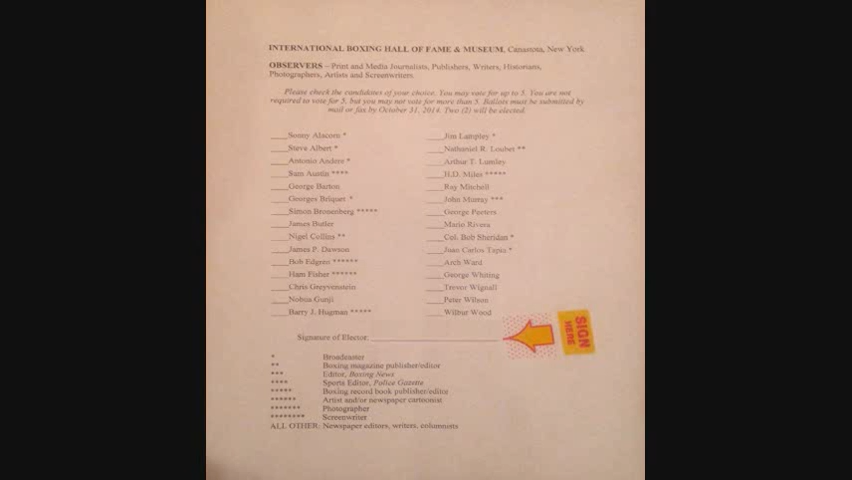 INTERNATIONAL BOXING HALL OF FAME & MUSEUM, Canastota, New York
OBSERVERS – Print and Media Journalists, Publishers, Writers, Historians,
Photographers, Artists and Screenwriters.
Please check the candidates of your choice. You may vote for up to 5. You are not
required to vote for 5, but you may not vote for more than 5. Ballots must be submitted by
mail or fax by October 31, 2014. Two (2) will be elected.
____Sonny Alacorn *
____Steve Albert *
____Antonio Anders *
____Sam Austin ****
____George Barton
____Georges Briquet *
____Simon Bronenberg *****
____James Butler
____Nigel Collins **
____James P. Dawson
____Bob Edgren ******
____Ham Fisher ******
____Chris Greyvenstein
____Nobua Gunji
____Barry J. Hugman *****
____Jim Lampley *
____Nathaniel R. Loubet **
____Arthur T. Lumley
____H.D. Miles *****
____Ray Mitchell
____John Murray ***
____George Peeters
____Mario Rivera
____Col. Bob Sheridan *
____Juan Carlos Tapia *
____Arch Ward
____George Whiting
____Trevor Wignall
____Peter Wilson
____Wilbur Wood
Signature of Elector:
SIGN
HERE
* Broadcaster
** Boxing magazine publisher/editor
*** Editor, Boxing News
**** Sports Editor, Police Gazette
***** Boxing record book publisher/editor
****** Artist and/or newspaper cartoonist
******* Photographer
******** Screenwriter
ALL OTHER: Newspaper editors, writers, columnists